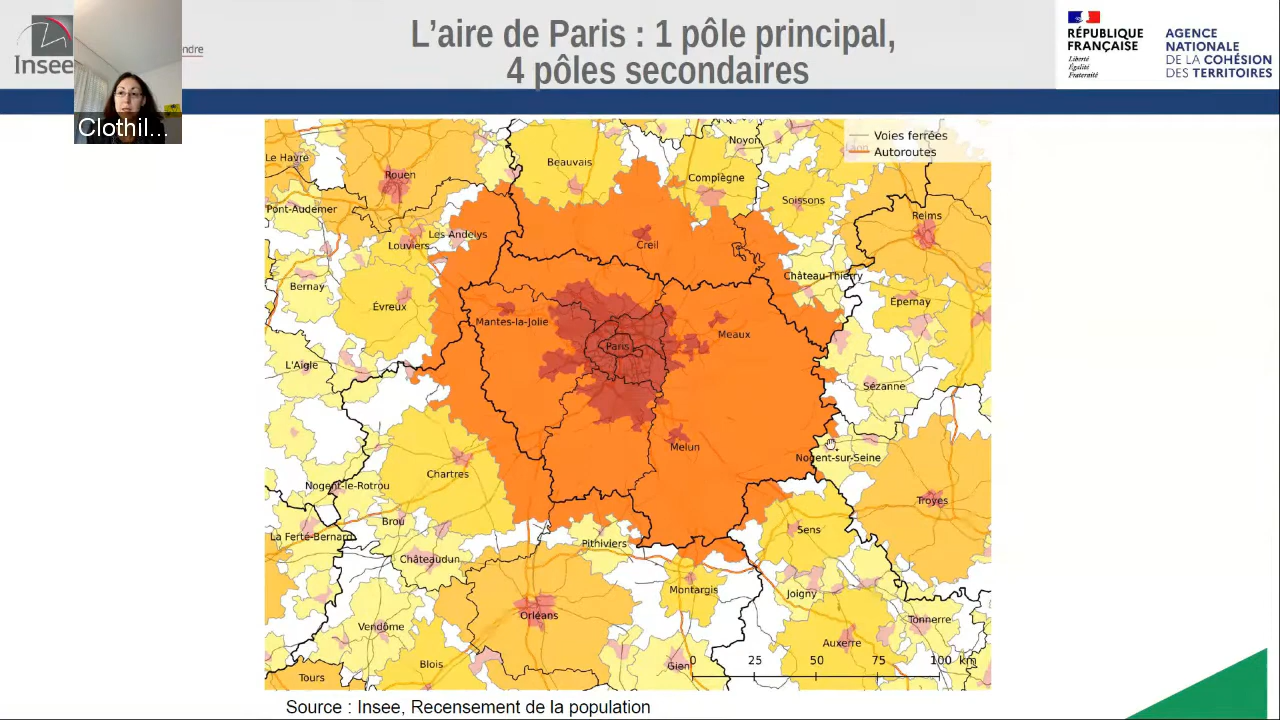 L'aire de Paris : 1 pôle principal,
4 pôles secondaires
Insee
ndre
Clothil...
RÉPUBLIQUE
FRANÇAISE
Liberté
Égalité
Fraternité
AGENCE
NATIONALE
DE LA COHÉSION
DES TERRITOIRES
Voies ferrées
Autoroutes
Laon
Noyon
Le Havre
Beauvais
Rouen
Compiègne
Soissons
Pont-Audemer
Reims
Les Andelys
Louviers
Creil
Château-Thierry
Bernay
Évreux
Épernay
Mantes-la-Jolie
Meaux
Paris
L'Aigle
Sézanne
Melun
Nogent-sur-Seine
Chartres
Nogent-le-Rotrou
Troyes
Brou
Sens
La Ferté-Bernard
Pithiviers
Châteaudun
Montargis
Joigny
Orléans
Tonnerre
Vendôme
Auxerre
Blois
Gien
0 25 50 75 100 km
Tours
Source : Insee, Recensement de la population